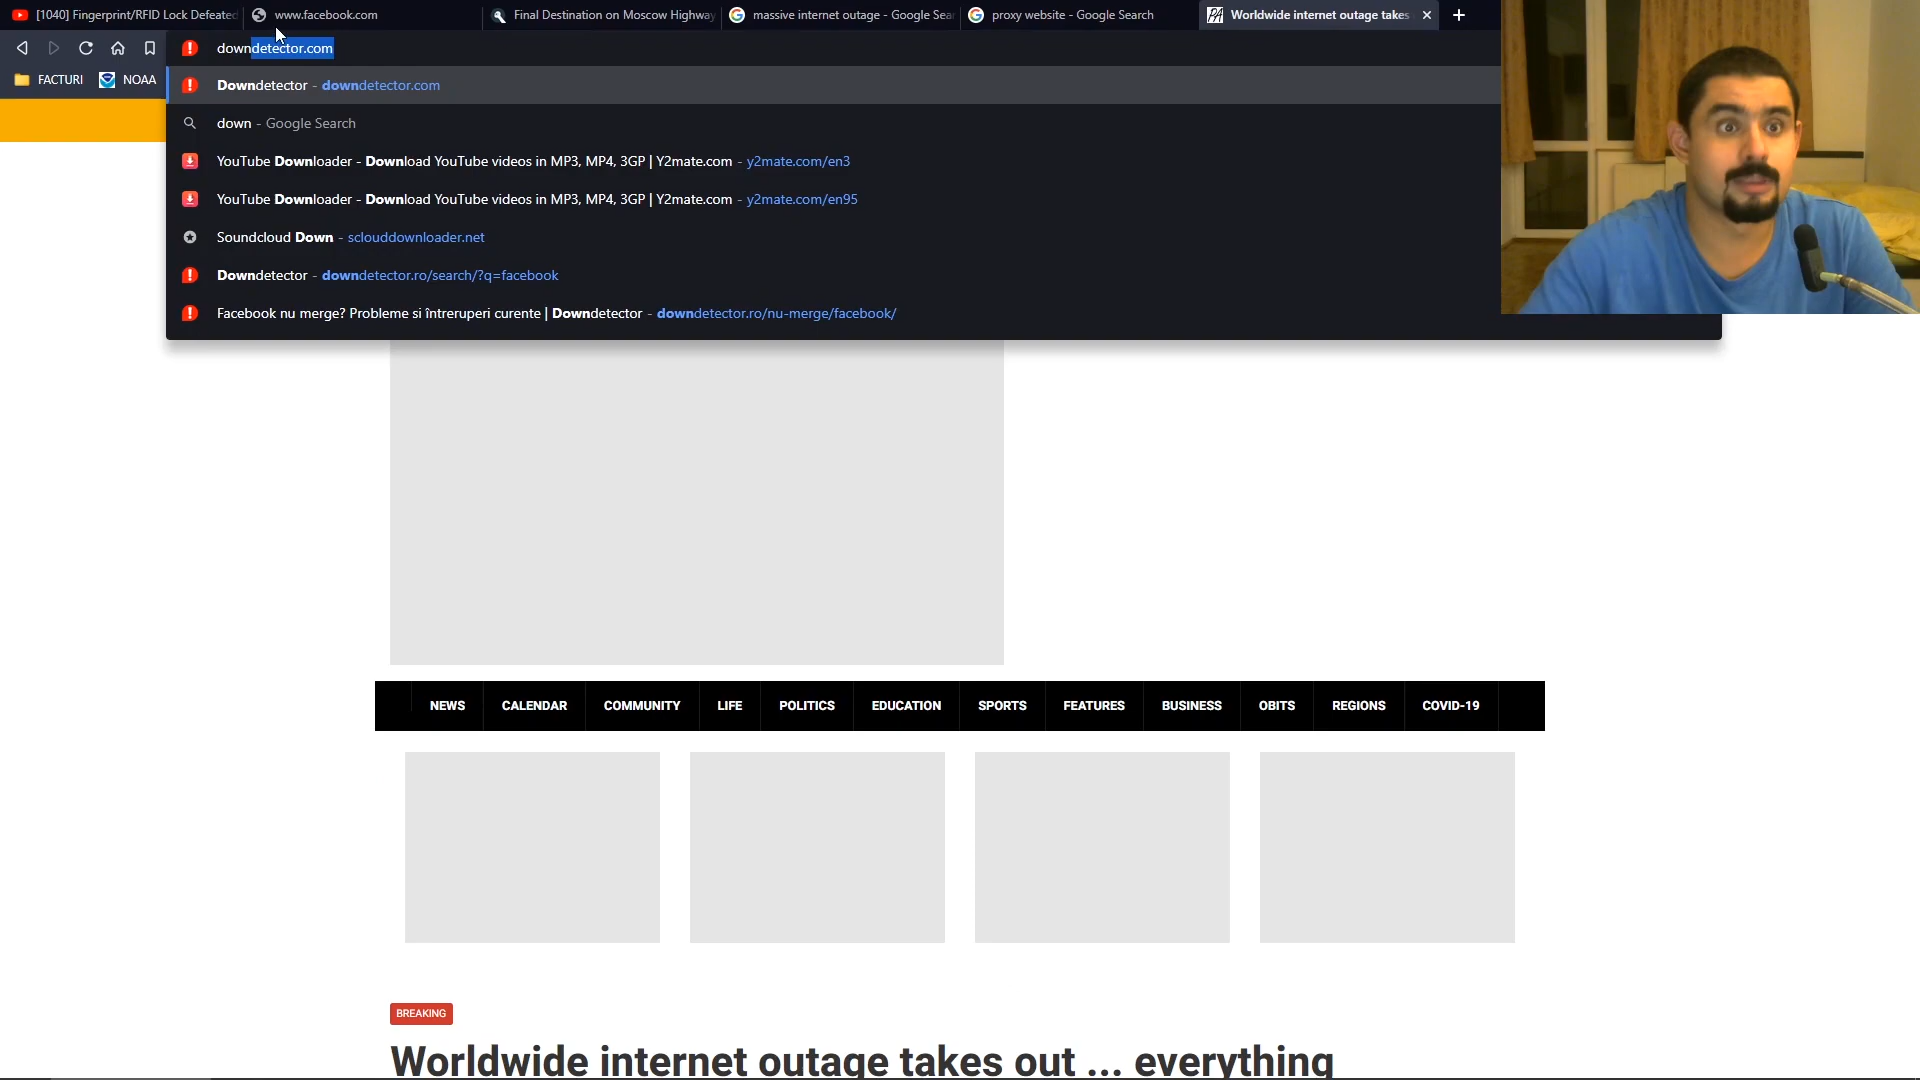 [1040] Fingerprint/RFID Lock Defeated
www.facebook.com
Final Destination on Moscow Highway
massive internet outage - Google Sear
proxy website - Google Search
Worldwide internet outage takes
downdetector.com
FACTURI
NOAA
Downdetector - downdetector.com
down - Google Search
YouTube Downloader - Download YouTube videos in MP3, MP4, 3GP | Y2mate.com - y2mate.com/en3
YouTube Downloader - Download YouTube videos in MP3, MP4, 3GP | Y2mate.com - y2mate.com/en95
Soundcloud Down - sclouddownloader.net
Downdetector - downdetector.ro/search/?q=facebook
Facebook nu merge? Probleme si întreruperi curente | Downdetector - downdetector.ro/nu-merge/facebook/
NEWS CALENDAR COMMUNITY LIFE POLITICS EDUCATION SPORTS FEATURES BUSINESS OBITS REGIONS COVID-19
BREAKING
Worldwide internet outage takes out ... everything